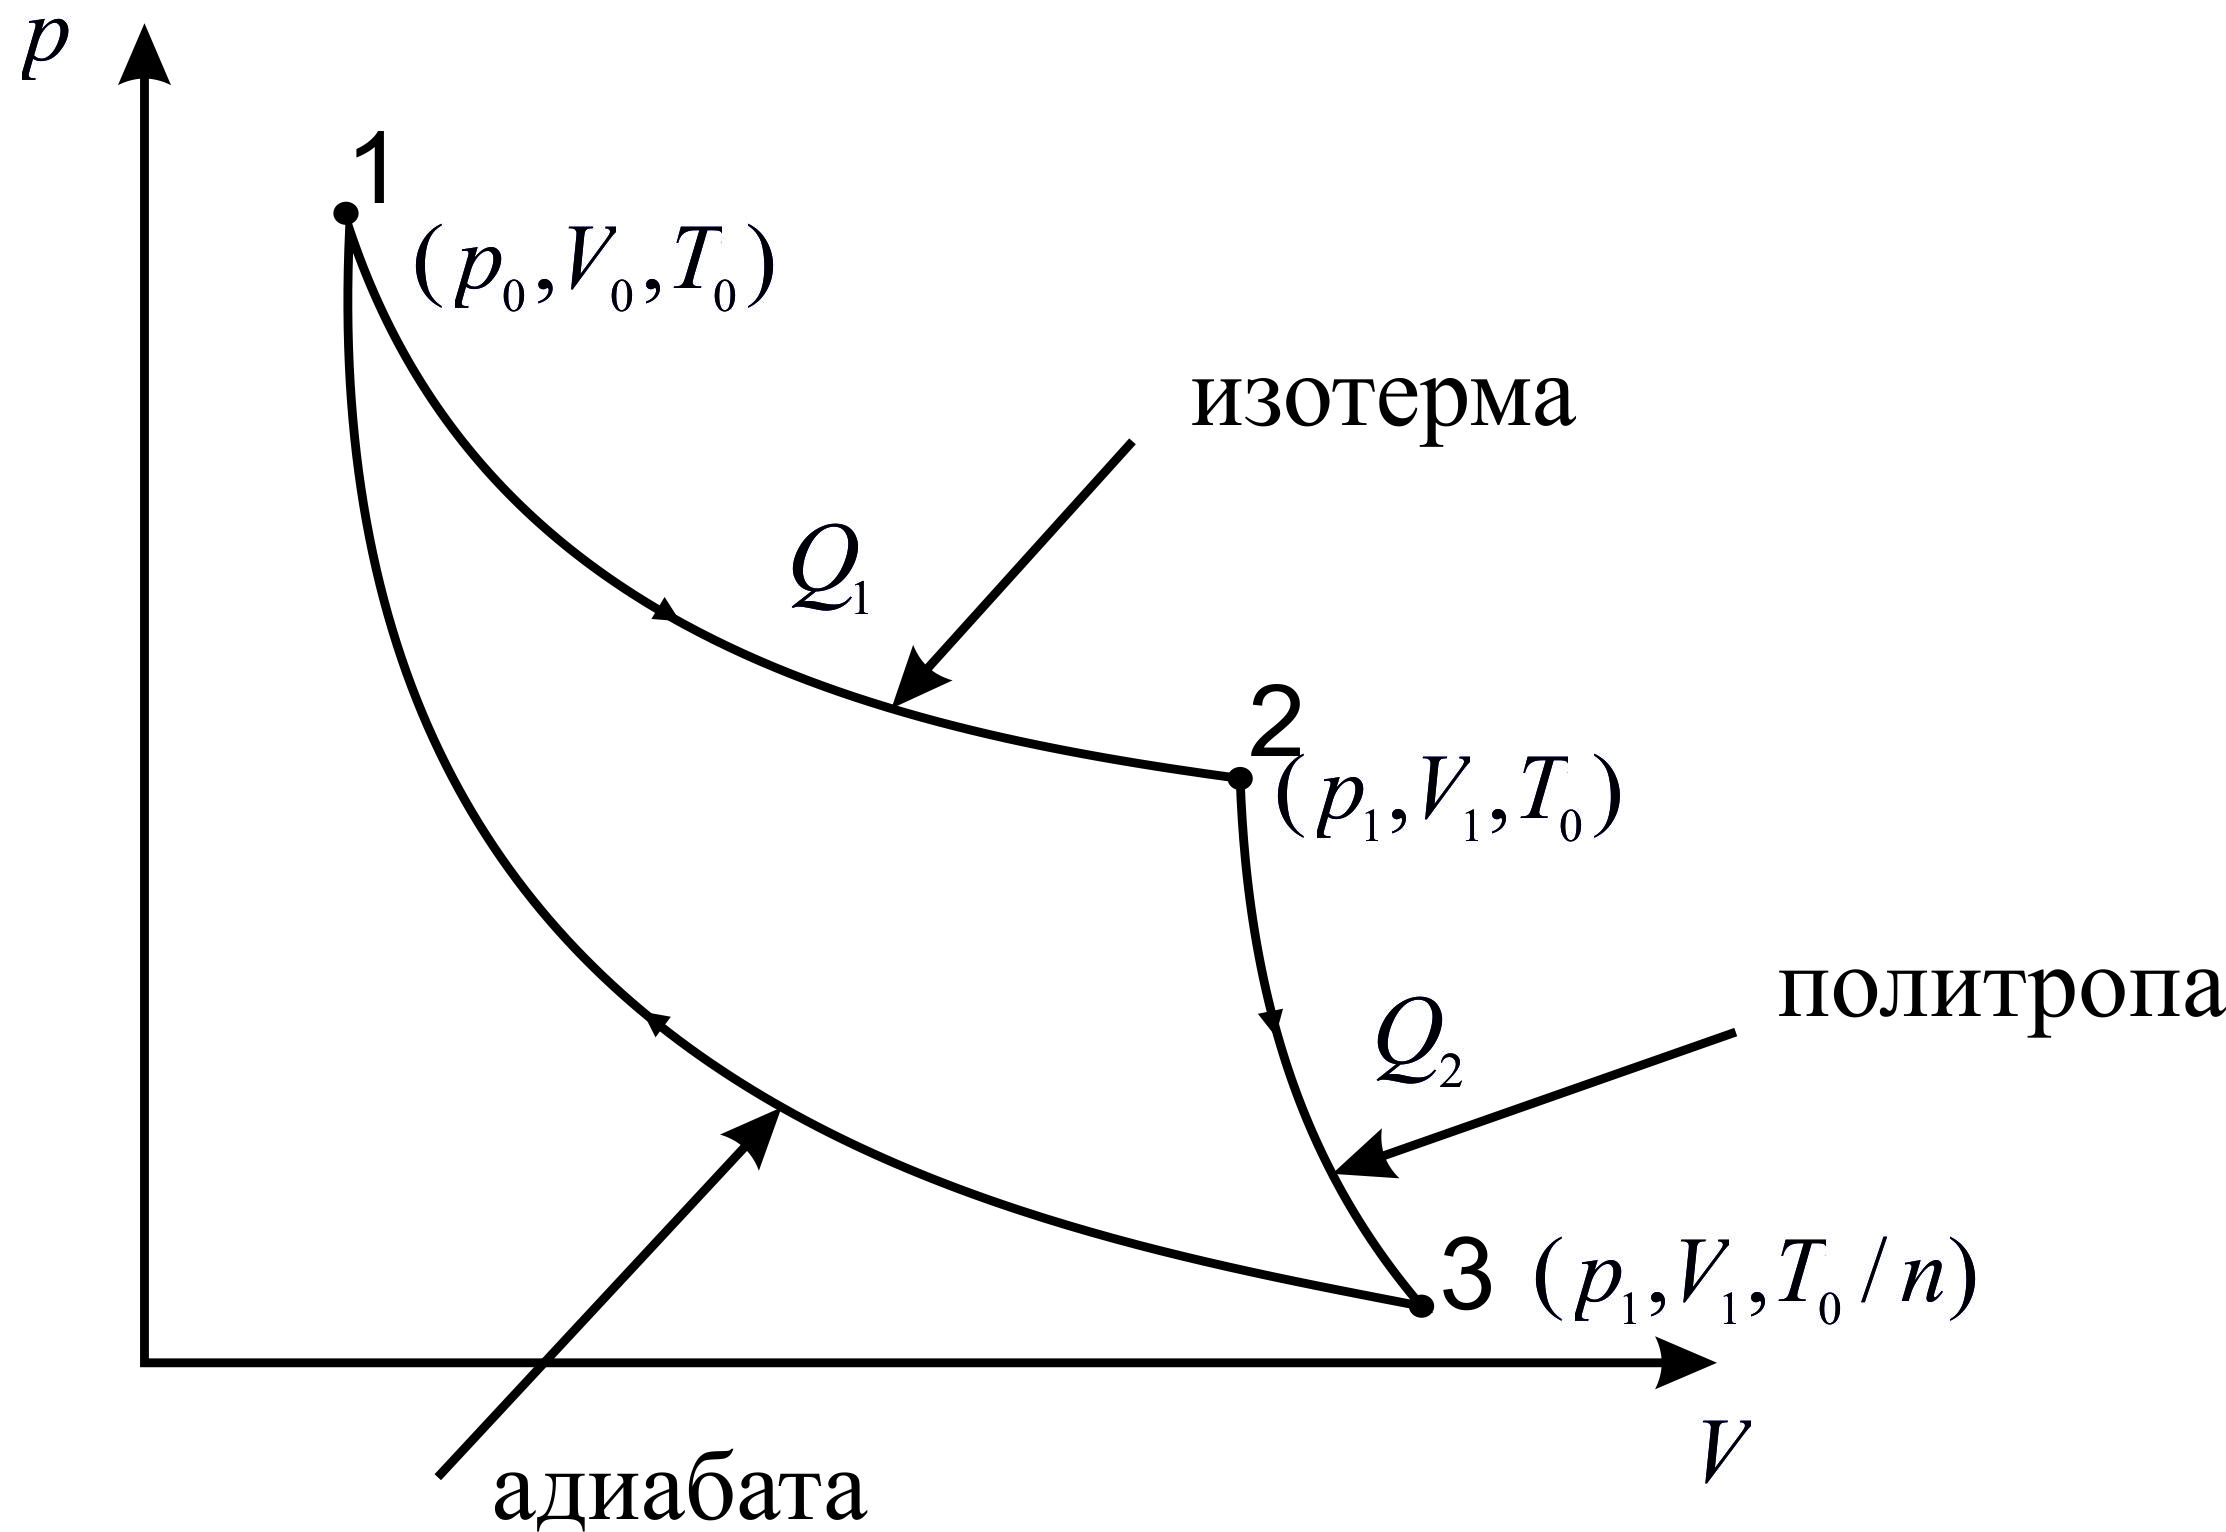 p
1
(p₀,V₀,T₀)
изотерма
Q₁
2
(p₁,V₁,T₀)
политропа
Q₂
3 (p₁,V₁,T₀/n)
V
адиабата